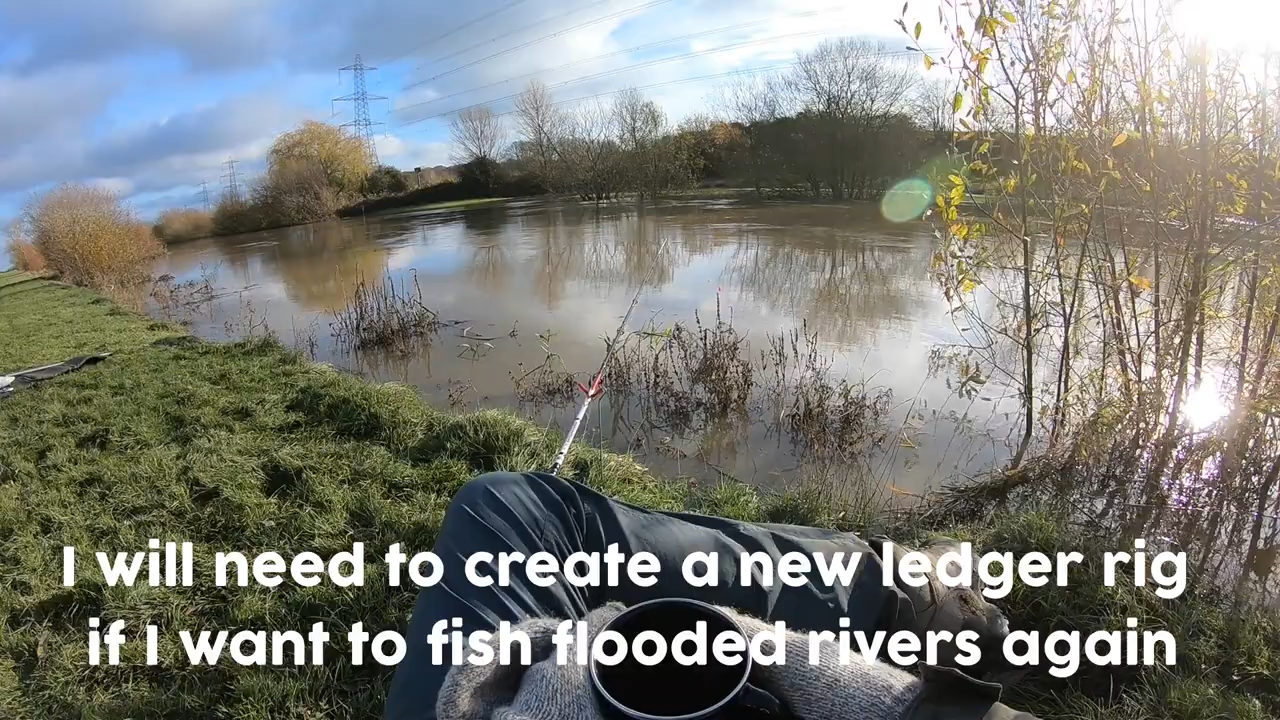 I will need to create a new ledger rig
if I want to fish flooded rivers again